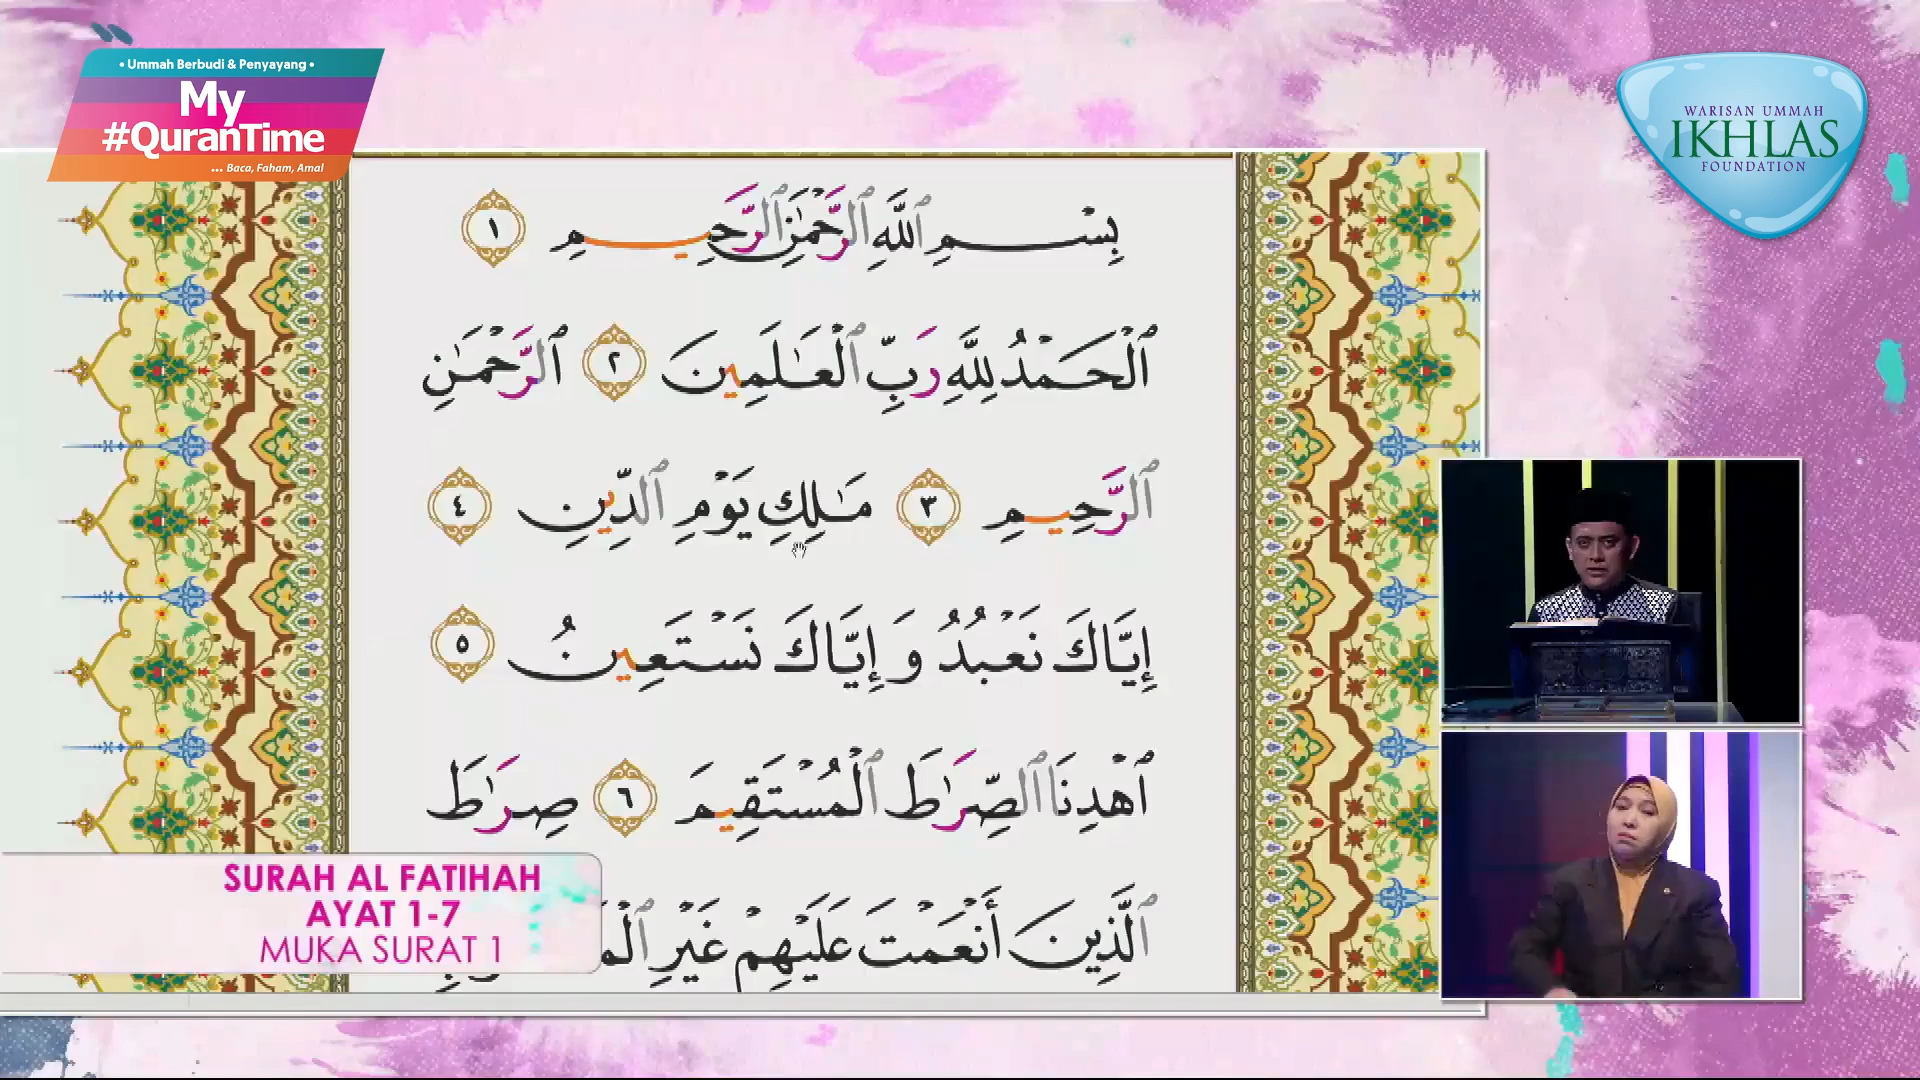 • Ummah Berbudi & Penyayang •
My
#QuranTime
... Baca, Faham, Amal
WARISAN UMMAH
IKHLAS
FOUNDATION
بِسْمِ ٱللَّهِ ٱلرَّحْمَـٰنِ ٱلرَّحِيمِ ١
ٱلْحَمْدُ لِلَّهِ رَبِّ ٱلْعَـٰلَمِينَ ٢ ٱلرَّحْمَـٰنِ
ٱلرَّحِيمِ ٣ مَـٰلِكِ يَوْمِ ٱلدِّينِ ٤
إِيَّاكَ نَعْبُدُ وَإِيَّاكَ نَسْتَعِينُ ٥
ٱهْدِنَا ٱلصِّرَٰطَ ٱلْمُسْتَقِيمَ ٦ صِرَٰطَ
ٱلَّذِينَ أَنْعَمْتَ عَلَيْهِمْ غَيْرِ
SURAH AL FATIHAH
AYAT 1-7
MUKA SURAT 1